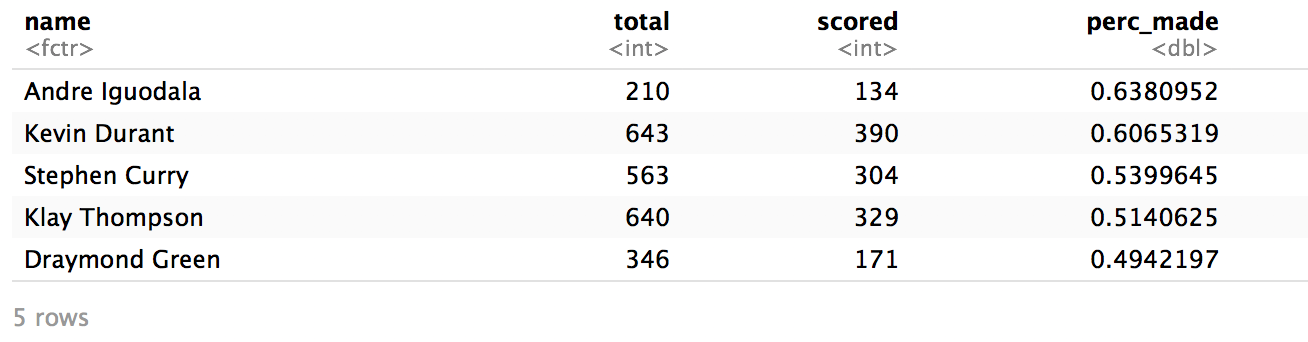 name total scored perc_made
<fctr> <int> <int> <dbl>
Andre Iguodala 210 134 0.6380952
Kevin Durant 643 390 0.6065319
Stephen Curry 563 304 0.5399645
Klay Thompson 640 329 0.5140625
Draymond Green 346 171 0.4942197
5 rows